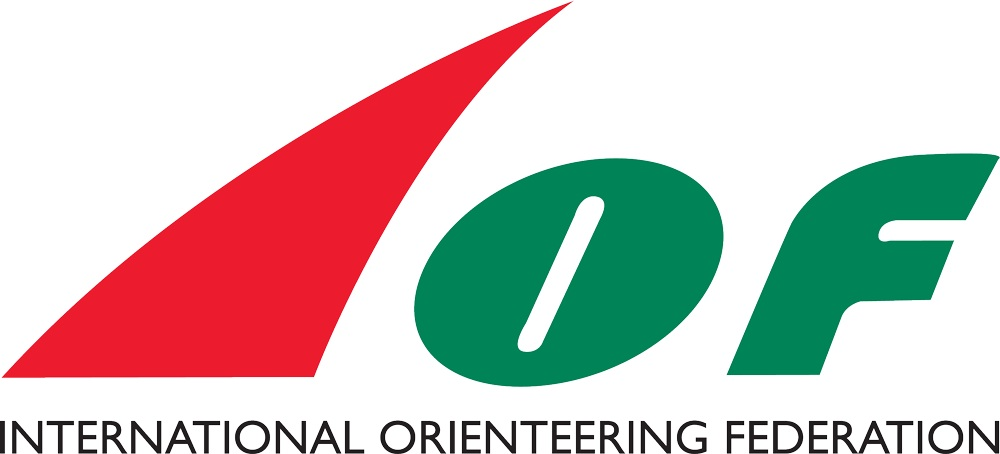 IOF
INTERNATIONAL ORIENTEERING FEDERATION